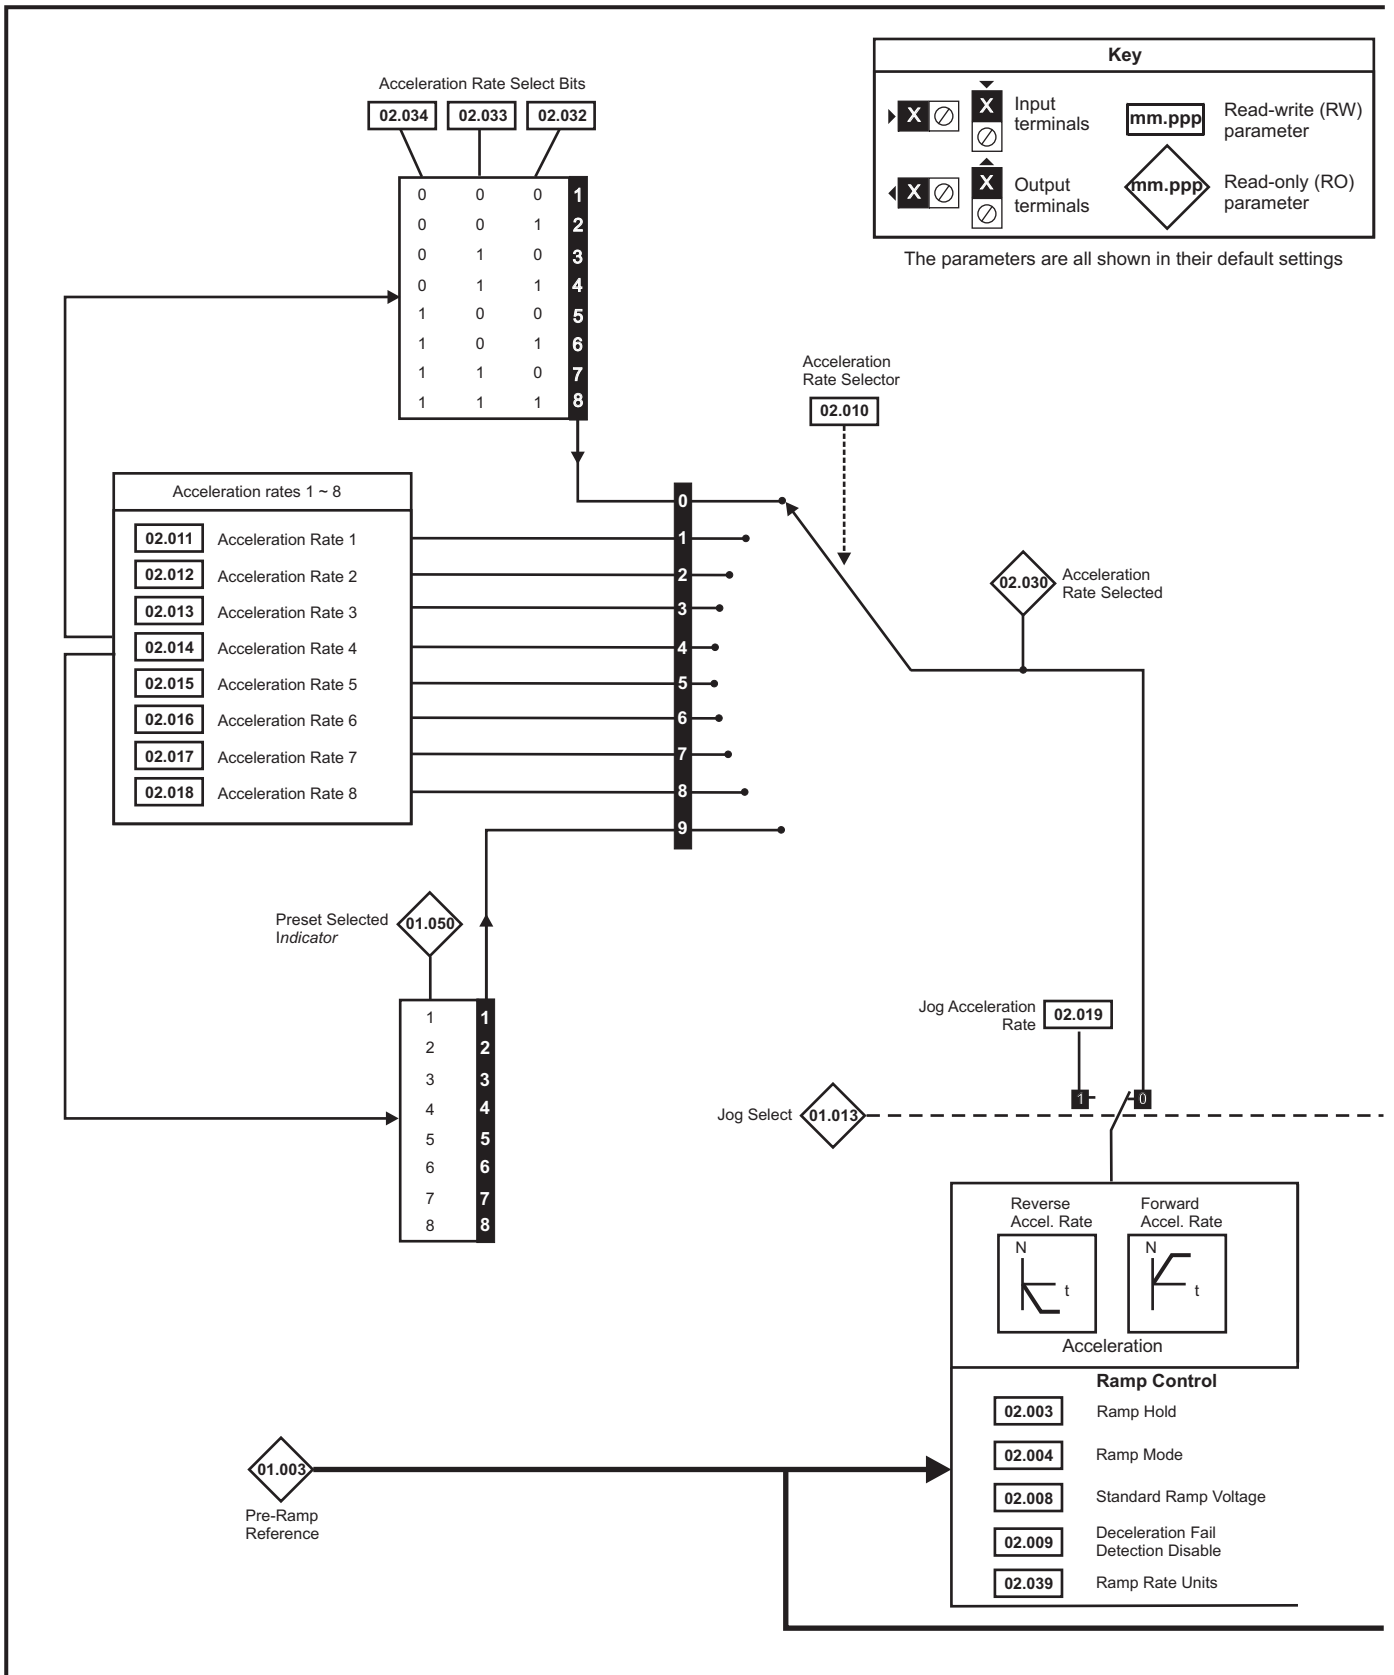 Key
X
X
Input
terminals
mm.ppp
Read-write (RW)
parameter
X
X
Output
terminals
mm.ppp
Read-only (RO)
parameter
The parameters are all shown in their default settings
Acceleration Rate Select Bits
02.034 02.033 02.032
0 0 0 1
0 0 1 2
0 1 0 3
0 1 1 4
1 0 0 5
1 0 1 6
1 1 0 7
1 1 1 8
Acceleration
Rate Selector
02.010
Acceleration rates 1 ~ 8
02.011 Acceleration Rate 1
02.012 Acceleration Rate 2
02.013 Acceleration Rate 3
02.014 Acceleration Rate 4
02.015 Acceleration Rate 5
02.016 Acceleration Rate 6
02.017 Acceleration Rate 7
02.018 Acceleration Rate 8
0
1
2
3
4
5
6
7
8
9
02.030
Acceleration
Rate Selected
Preset Selected
Indicator
01.050
1 1
2 2
3 3
4 4
5 5
6 6
7 7
8 8
Jog Acceleration
Rate
02.019
1 0
Jog Select
01.013
Reverse
Accel. Rate
N
t
Forward
Accel. Rate
N
t
Acceleration
Ramp Control
02.003 Ramp Hold
02.004 Ramp Mode
02.008 Standard Ramp Voltage
02.009 Deceleration Fail
Detection Disable
02.039 Ramp Rate Units
01.003
Pre-Ramp
Reference